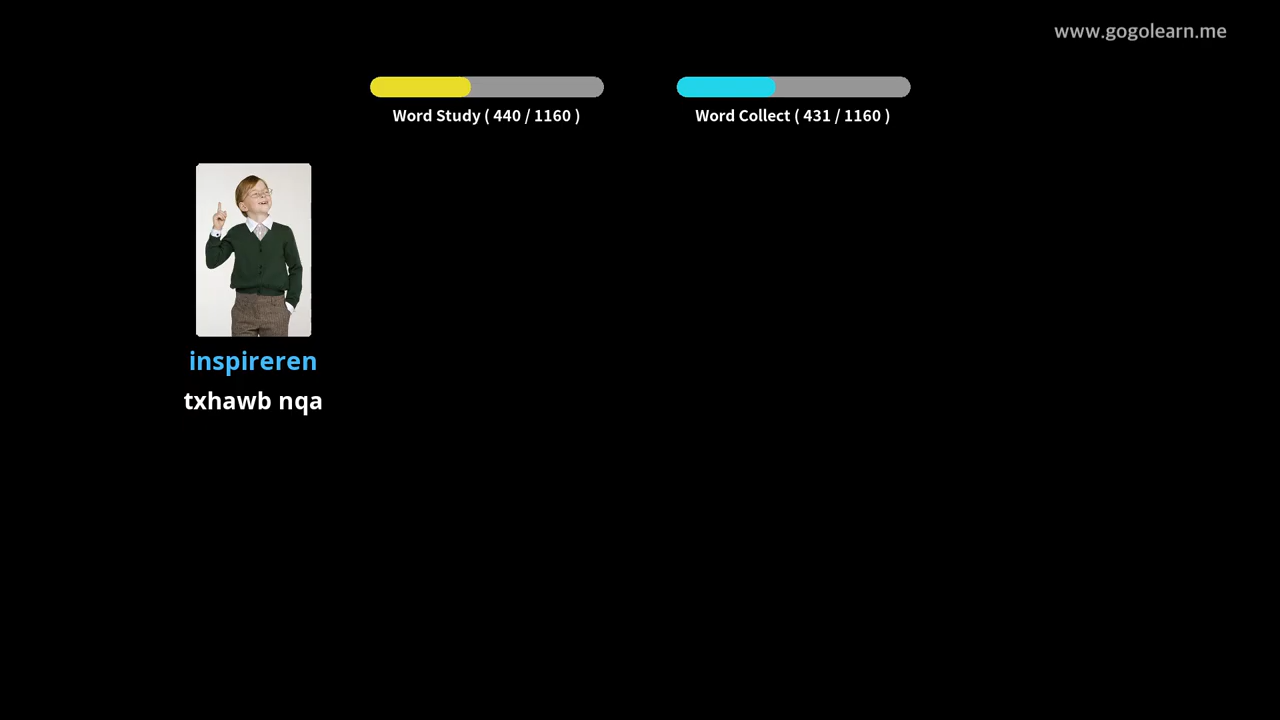 www.gogolearn.me
Word Study ( 440 / 1160 )
Word Collect ( 431 / 1160 )
inspireren
txhawb nqa